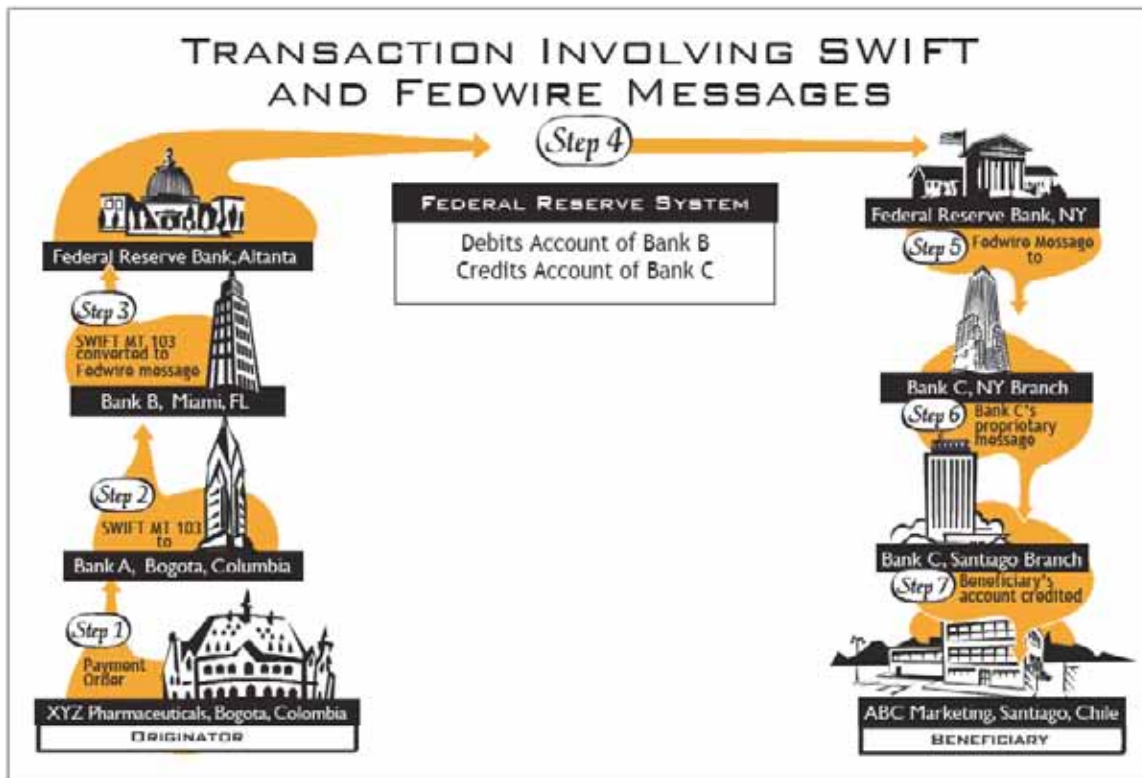 TRANSACTION INVOLVING SWIFT
AND FEDWIRE MESSAGES
Step 4
FEDERAL RESERVE SYSTEM
Debits Account of Bank B
Credits Account of Bank C
Federal Reserve Bank, Altanta
Step 3
SWIFT MT 103
converted to
Fedwire message
Bank B, Miami, FL
Step 2
SWIFT MT 103
to
Bank A, Bogota, Columbia
Step 1
Payment
Order
XYZ Pharmaceuticals, Bogota, Colombia
ORIGINATOR
Federal Reserve Bank, NY
Step 5
Fedwire Message
to
Bank C, NY Branch
Step 6
Bank C's
proprietary
message
Bank C, Santiago Branch
Step 7
Beneficiary's
account credited
ABC Marketing, Santiago, Chile
BENEFICIARY